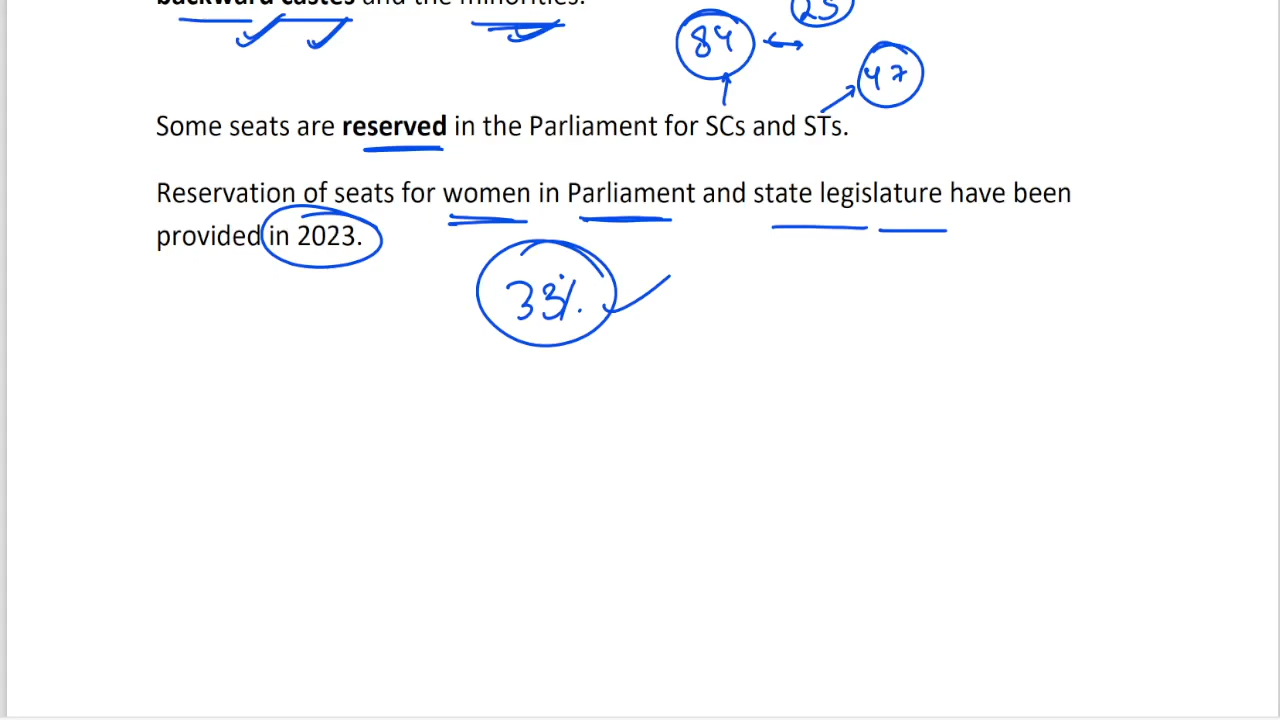 backward castes and the minorities.
25
84
47
Some seats are reserved in the Parliament for SCs and STs.
Reservation of seats for women in Parliament and state legislature have been
provided in 2023.
33%